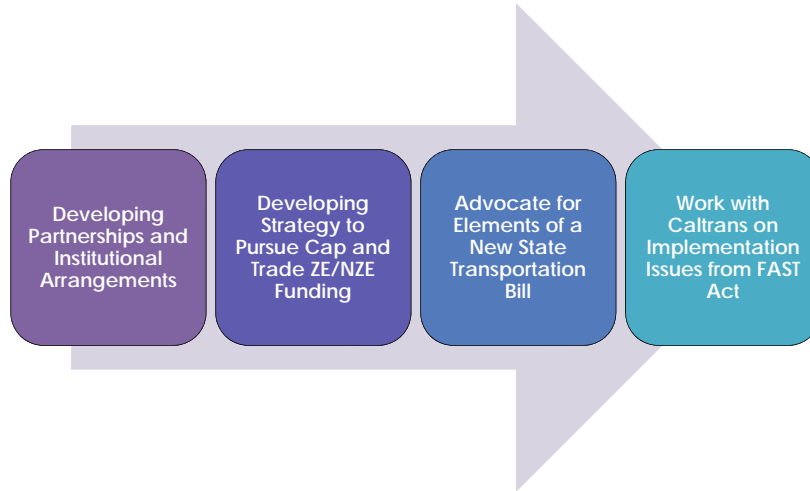 Developing
Partnerships and
Institutional
Arrangements
Developing
Strategy to
Pursue Cap and
Trade ZE/NZE
Funding
Advocate for
Elements of a
New State
Transportation
Bill
Work with
Caltrans on
Implementation
Issues from FAST
Act